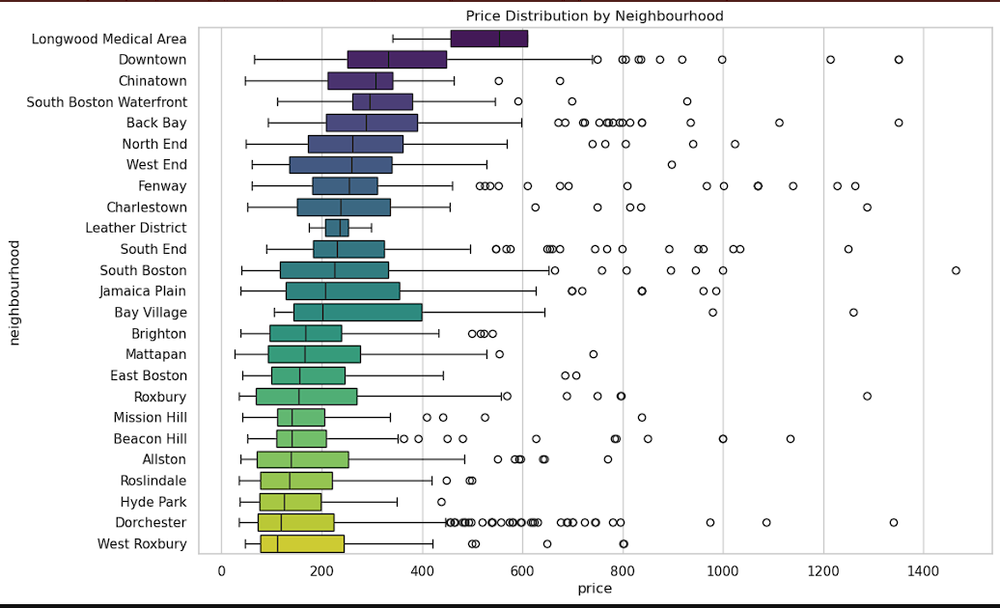 Price Distribution by Neighbourhood
neighbourhood
Longwood Medical Area
Downtown
Chinatown
South Boston Waterfront
Back Bay
North End
West End
Fenway
Charlestown
Leather District
South End
South Boston
Jamaica Plain
Bay Village
Brighton
Mattapan
East Boston
Roxbury
Mission Hill
Beacon Hill
Allston
Roslindale
Hyde Park
Dorchester
West Roxbury
0 200 400 600 800 1000 1200 1400
price